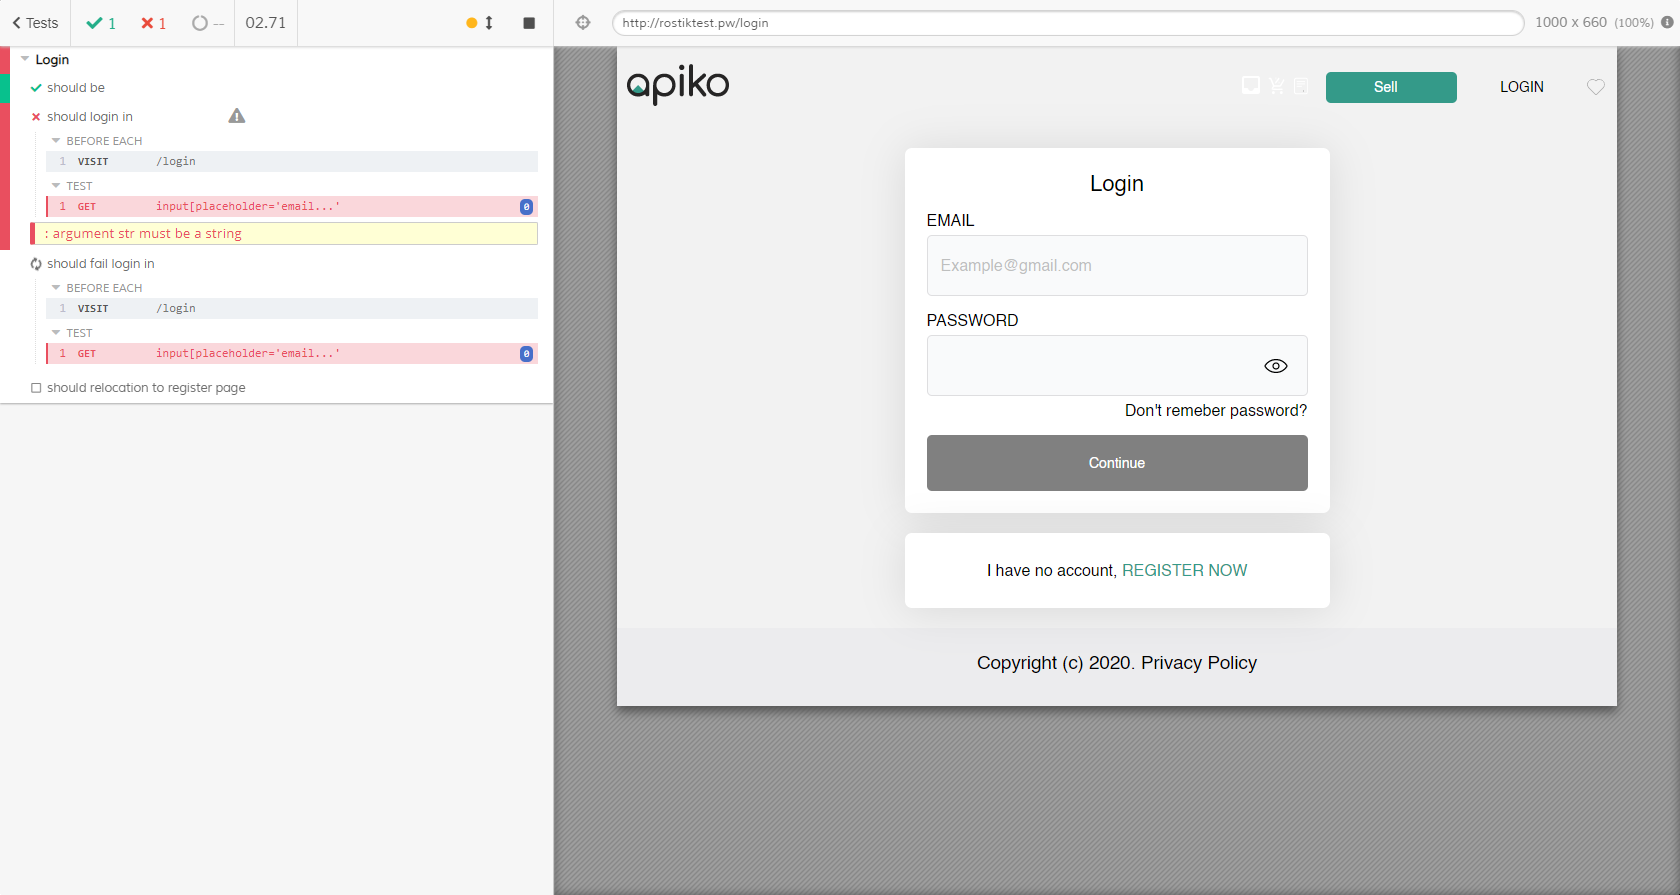 Tests
1
1
--
02.71
http://rostiktest.pw/login
1000 x 660 (100%)
Login
should be
should login in
BEFORE EACH
1 VISIT /login
TEST
1 GET input[placeholder='email...' 0
: argument str must be a string
should fail login in
BEFORE EACH
1 VISIT /login
TEST
1 GET input[placeholder='email...' 0
should relocation to register page
apiko
Sell
LOGIN
Login
EMAIL
Example@gmail.com
PASSWORD
Don't remeber password?
Continue
I have no account, REGISTER NOW
Copyright (c) 2020. Privacy Policy